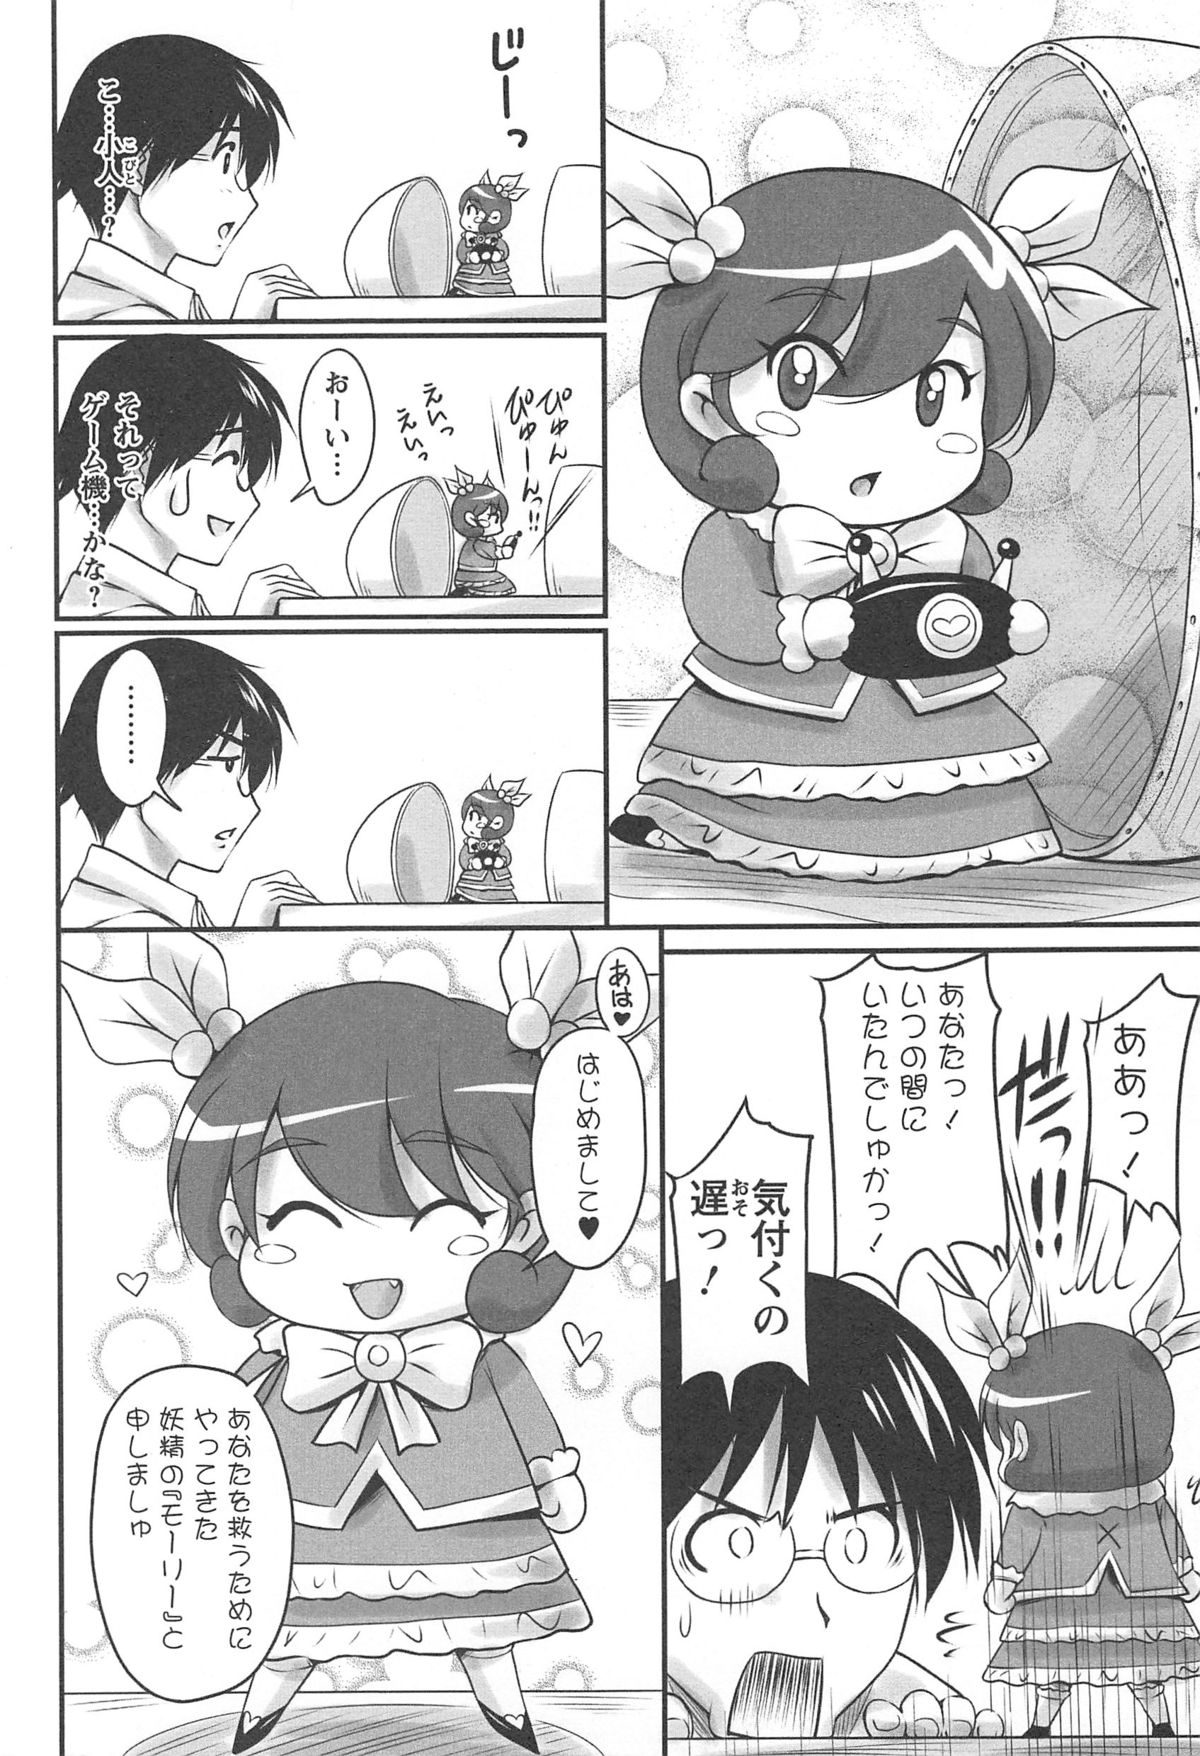 じーっ
こ…小人…？
こびと
ぴゅん
ぴゅーんっ!!
えいっ
えいっ
おーい…
それって
ゲーム機…かな？
………
ああっ！
だっ!!
あなたっ！
いつの間に
いたんでしゅかっ！
気付くの
遅っ！
おそ
あは♥
はじめまして♥
あなたを救うために
やってきた
妖精の『モーリー』と
申しましゅ